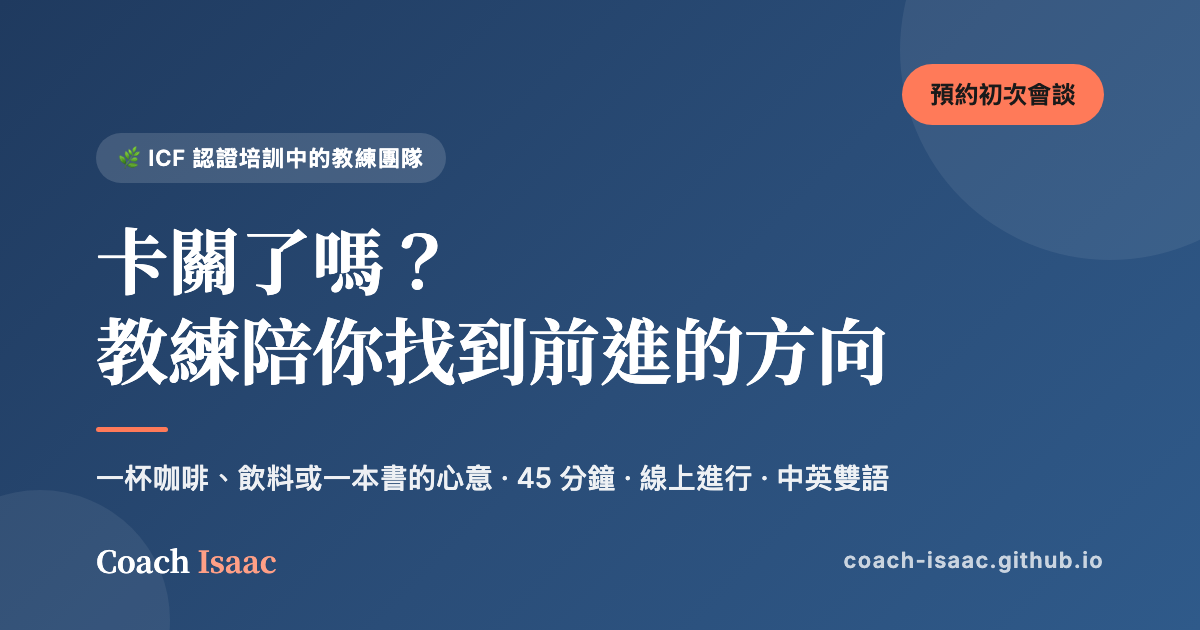 預約初次會談
🌿 ICF 認證培訓中的教練團隊
卡關了嗎？
教練陪你找到前進的方向
一杯咖啡、飲料或一本書的心意 · 45 分鐘 · 線上進行 · 中英雙語
Coach Isaac
coach-isaac.github.io